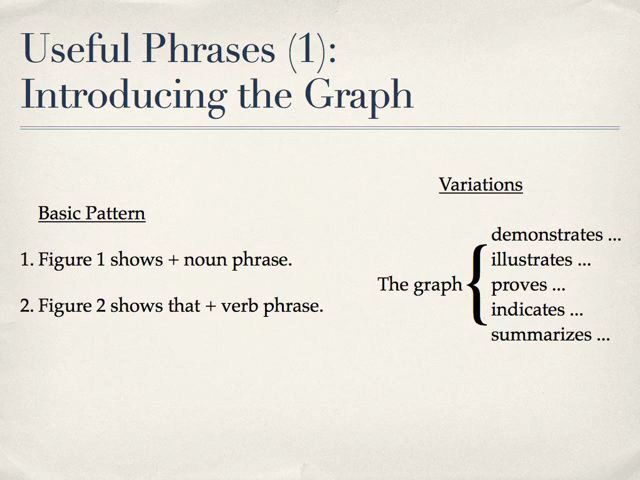 Useful Phrases (1):
Introducing the Graph
Basic Pattern
1. Figure 1 shows + noun phrase.
2. Figure 2 shows that + verb phrase.
Variations
The graph
demonstrates ...
illustrates ...
proves ...
indicates ...
summarizes ...